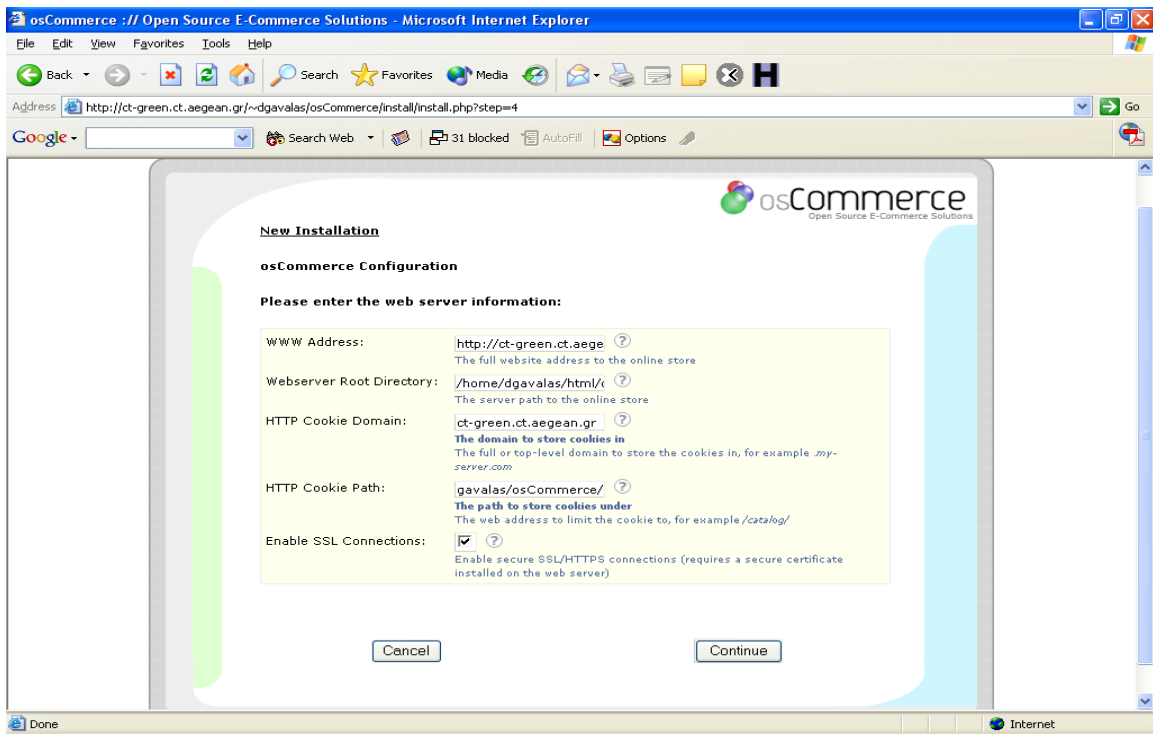 osCommerce :// Open Source E-Commerce Solutions - Microsoft Internet Explorer
File Edit View Favorites Tools Help
Back Search Favorites Media H
Address http://ct-green.ct.aegean.gr/~dgavalas/osCommerce/install/install.php?step=4 Go
Google Search Web 31 blocked AutoFill Options
osCommerce
Open Source E-Commerce Solutions
New Installation
osCommerce Configuration
Please enter the web server information:
WWW Address: http://ct-green.ct.aege ?
The full website address to the online store
Webserver Root Directory: /home/dgavalas/html/ ?
The server path to the online store
HTTP Cookie Domain: ct-green.ct.aegean.gr ?
The domain to store cookies in
The full or top-level domain to store the cookies in, for example .my-
server.com
HTTP Cookie Path: gavalas/osCommerce/ ?
The path to store cookies under
The web address to limit the cookie to, for example /catalog/
Enable SSL Connections: ?
Enable secure SSL/HTTPS connections (requires a secure certificate
installed on the web server)
Cancel Continue
Done Internet